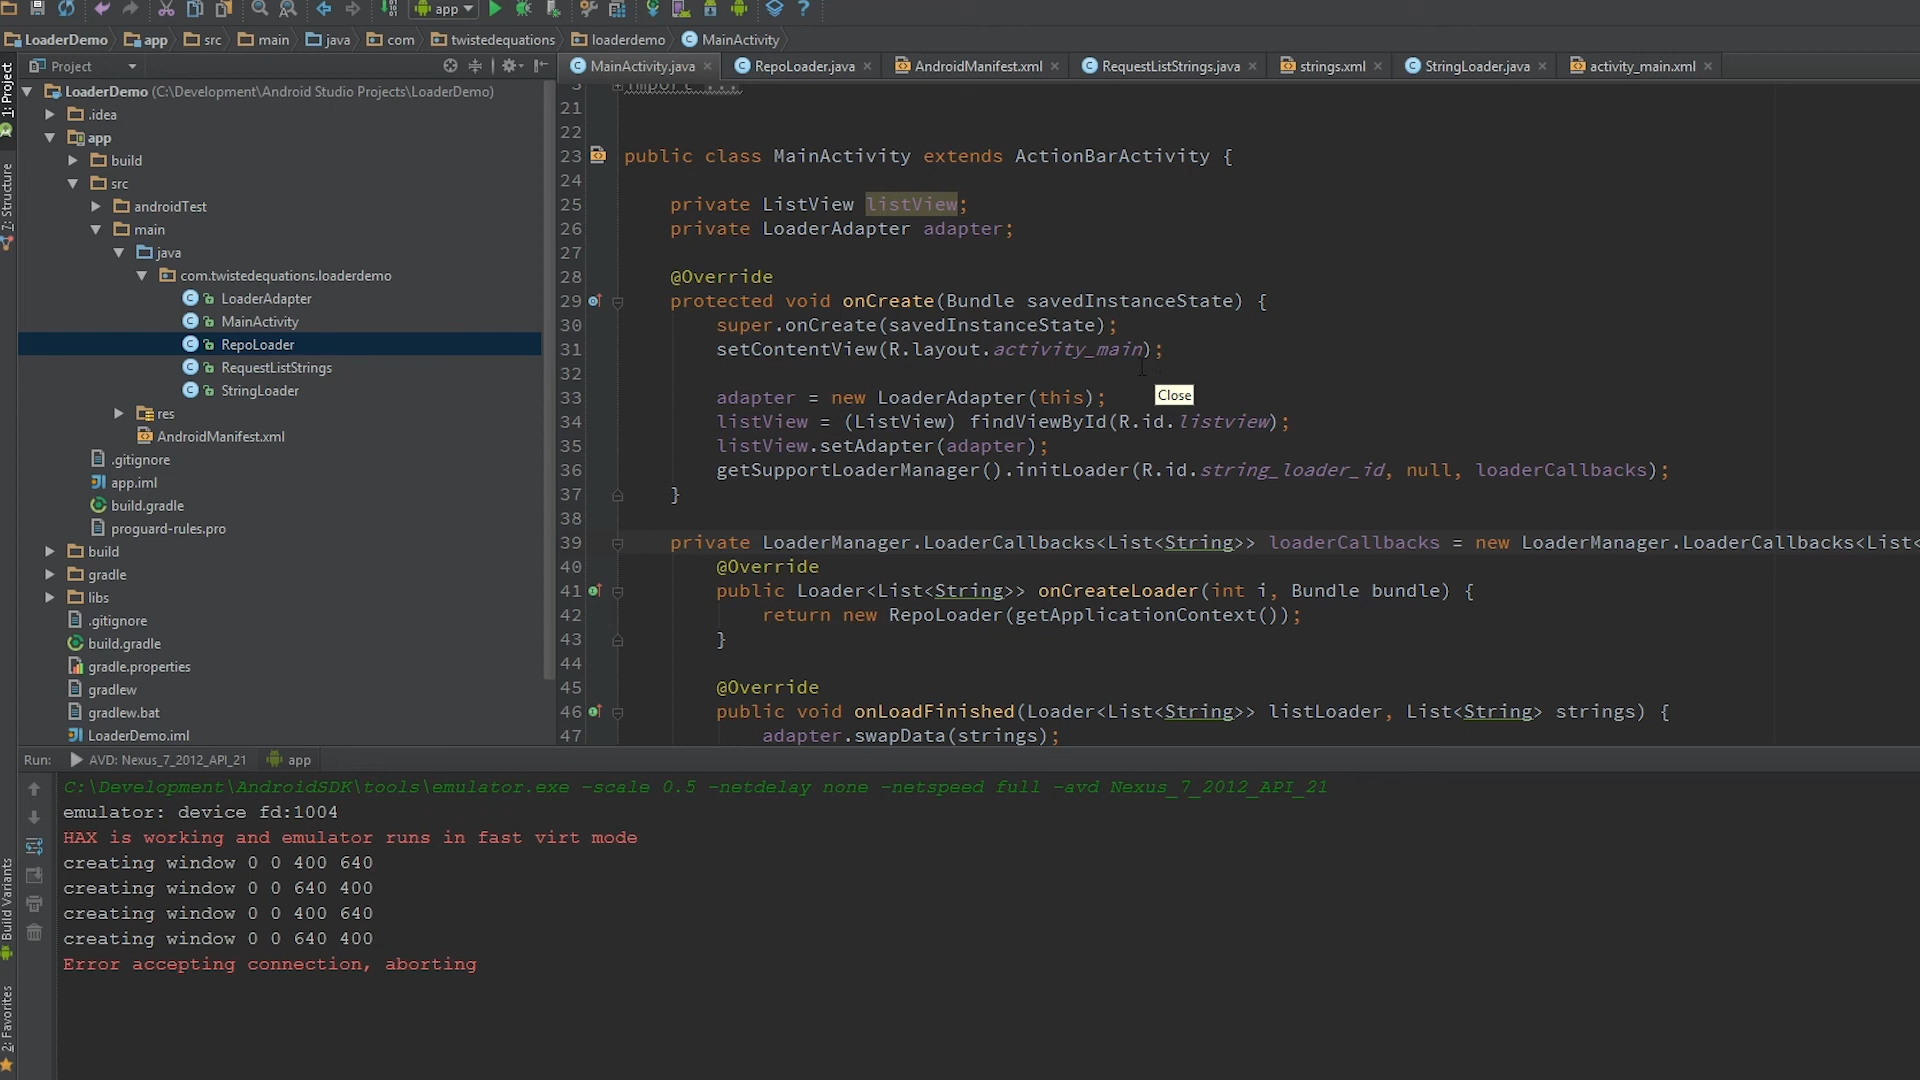 app
LoaderDemo app src main java com twistedequations loaderdemo MainActivity
Project
MainActivity.java RepoLoader.java AndroidManifest.xml RequestListStrings.java strings.xml StringLoader.java activity_main.xml
1: Project
7: Structure
Build Variants
2: Favorites
LoaderDemo (C:\Development\Android Studio Projects\LoaderDemo)
.idea
app
build
src
androidTest
main
java
com.twistedequations.loaderdemo
LoaderAdapter
MainActivity
RepoLoader
RequestListStrings
StringLoader
res
AndroidManifest.xml
.gitignore
app.iml
build.gradle
proguard-rules.pro
build
gradle
libs
.gitignore
build.gradle
gradle.properties
gradlew
gradlew.bat
LoaderDemo.iml
3 import ...
21
22
23 public class MainActivity extends ActionBarActivity {
24
25 private ListView listView;
26 private LoaderAdapter adapter;
27
28 @Override
29 protected void onCreate(Bundle savedInstanceState) {
30 super.onCreate(savedInstanceState);
31 setContentView(R.layout.activity_main);
32
33 adapter = new LoaderAdapter(this);
Close
34 listView = (ListView) findViewById(R.id.listview);
35 listView.setAdapter(adapter);
36 getSupportLoaderManager().initLoader(R.id.string_loader_id, null, loaderCallbacks);
37 }
38
39 private LoaderManager.LoaderCallbacks<List<String>> loaderCallbacks = new LoaderManager.LoaderCallbacks<List<
40 @Override
41 public Loader<List<String>> onCreateLoader(int i, Bundle bundle) {
42 return new RepoLoader(getApplicationContext());
43 }
44
45 @Override
46 public void onLoadFinished(Loader<List<String>> listLoader, List<String> strings) {
47 adapter.swapData(strings);
Run: AVD: Nexus_7_2012_API_21 app
C:\Development\AndroidSDK\tools\emulator.exe -scale 0.5 -netdelay none -netspeed full -avd Nexus_7_2012_API_21
emulator: device fd:1004
HAX is working and emulator runs in fast virt mode
creating window 0 0 400 640
creating window 0 0 640 400
creating window 0 0 400 640
creating window 0 0 640 400
Error accepting connection, aborting